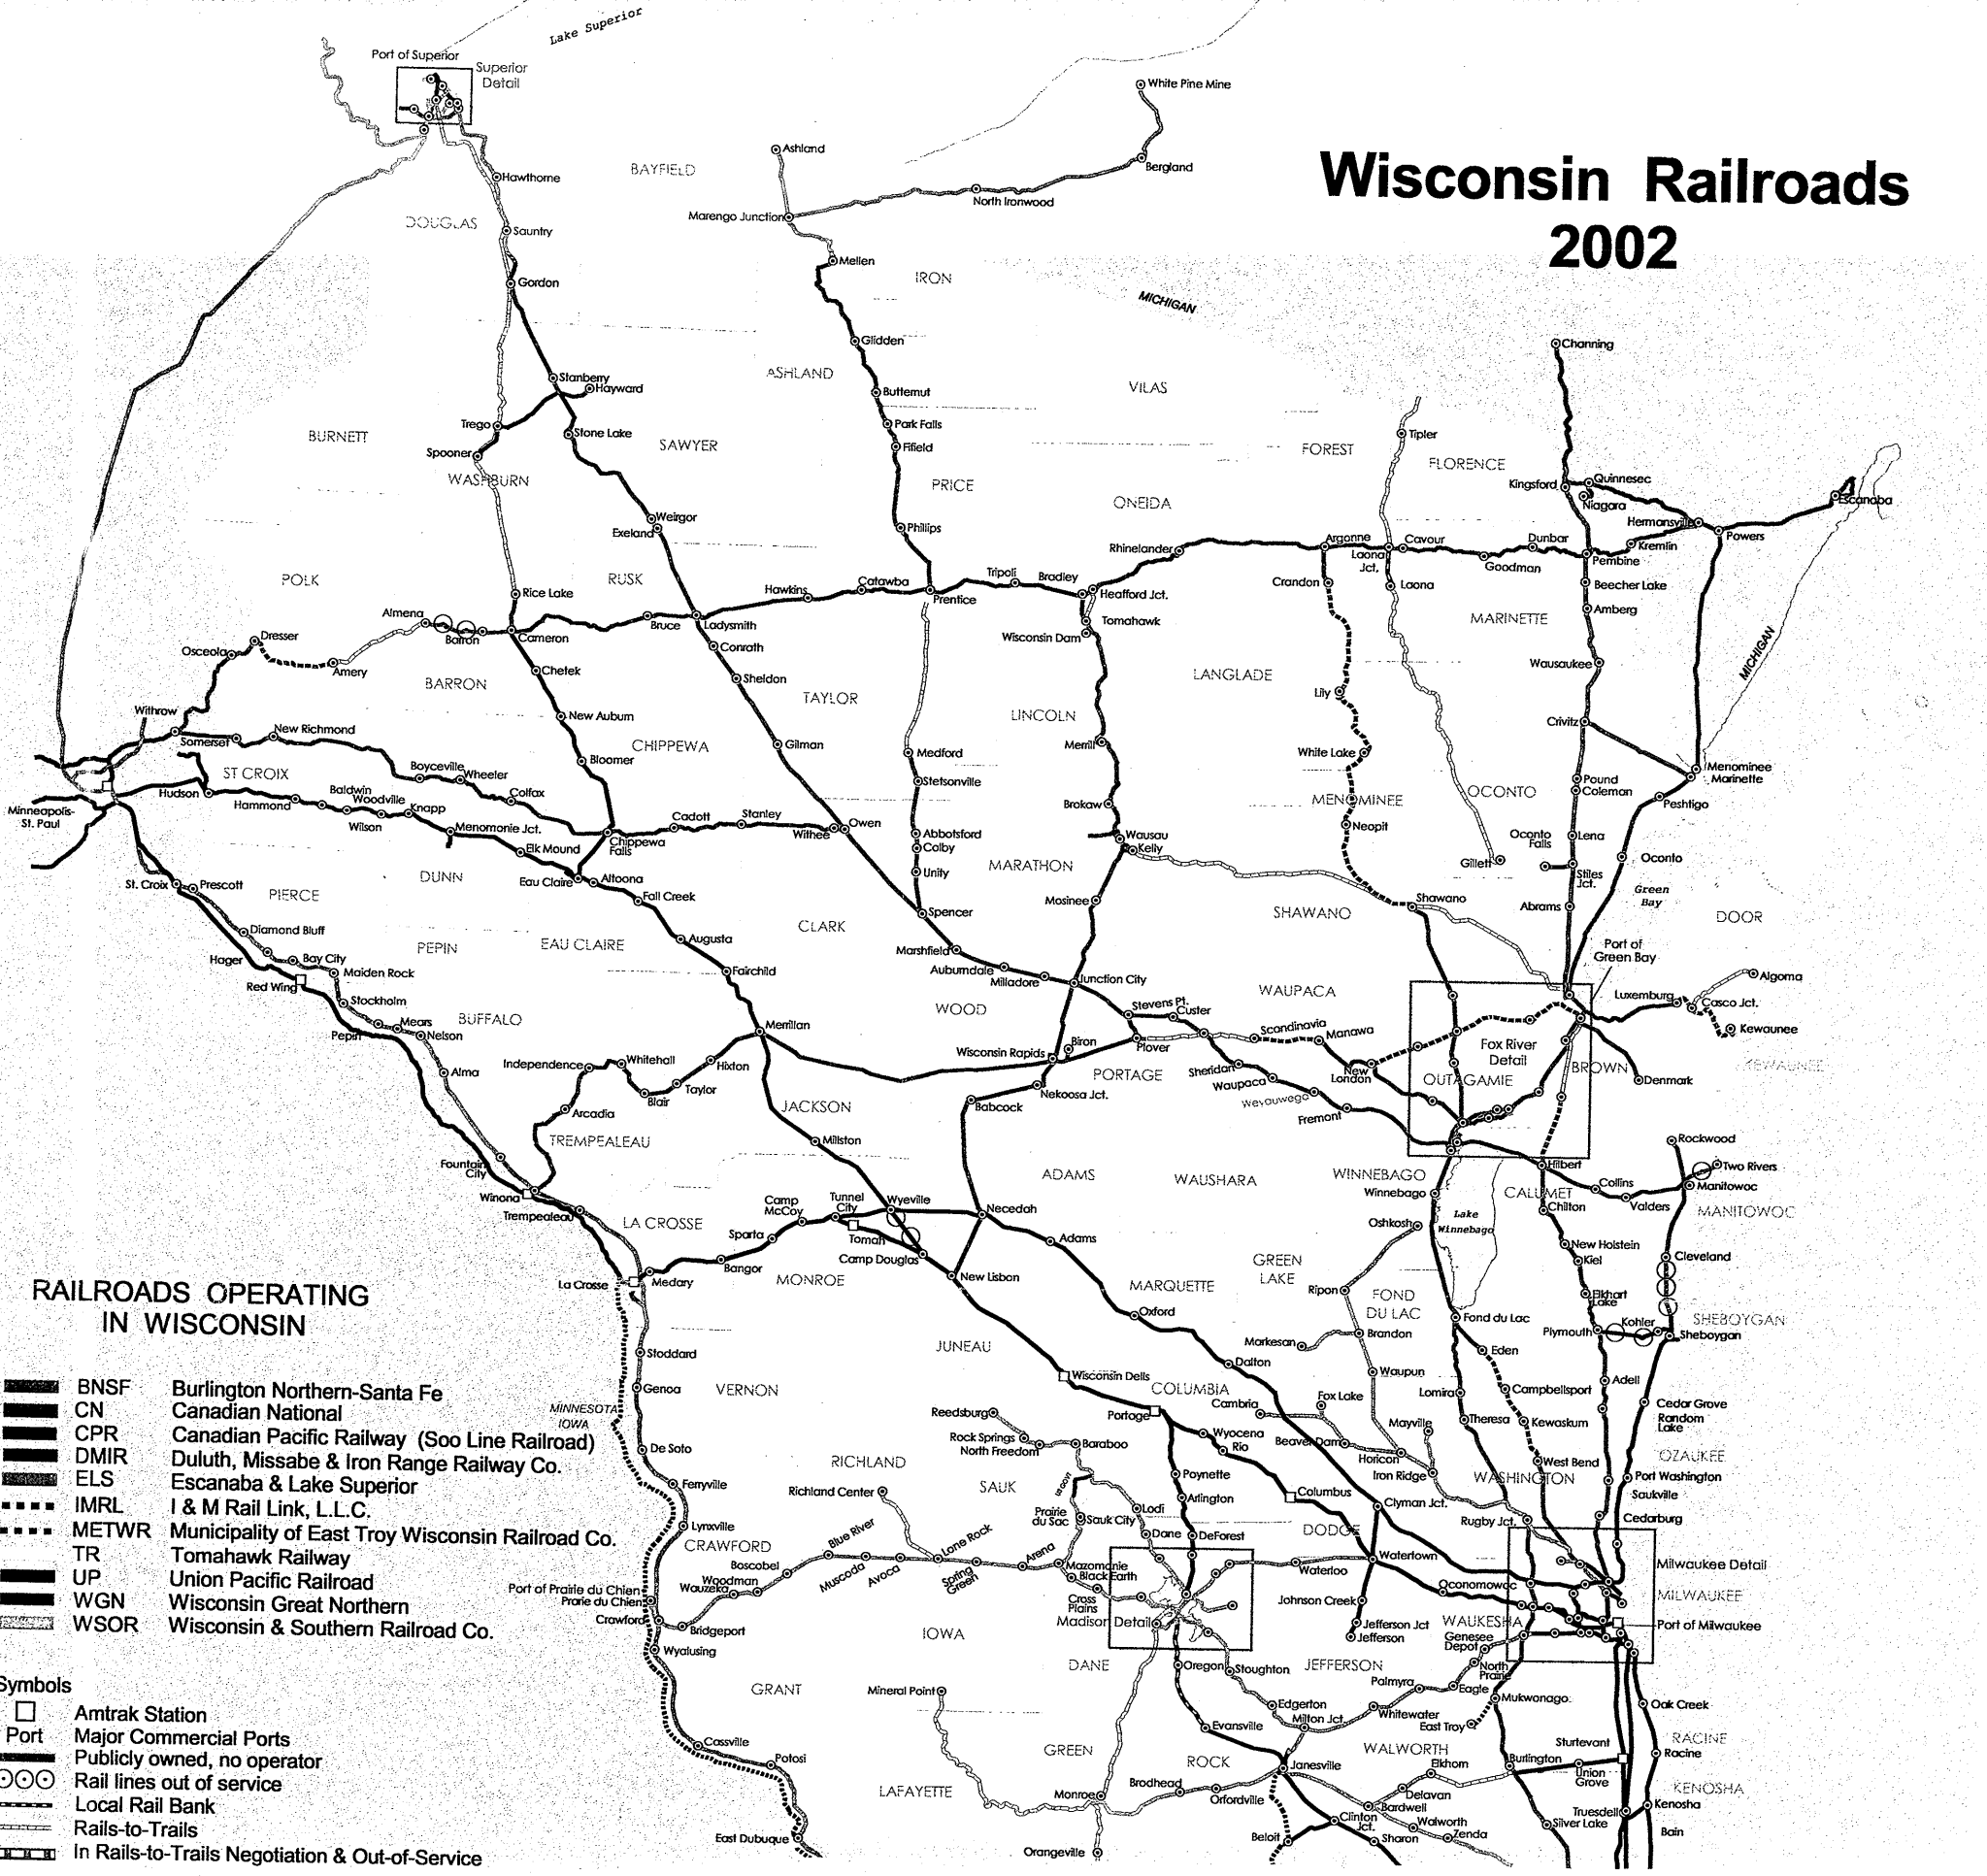 Lake Superior
Port of Superior
Superior
Detail
White Pine Mine
Ashland
Bergland
Wisconsin Railroads
2002
BAYFIELD
Hawthorne
North Ironwood
Marengo Junction
DOUGLAS
Sauntry
Mellen
IRON
Gordon
MICHIGAN
Glidden
Channing
Stanberry
Hayward
ASHLAND
VILAS
Butternut
Trego
Stone Lake
Park Falls
BURNETT
SAWYER
Fifield
FOREST
Tipler
FLORENCE
Spooner
WASHBURN
PRICE
ONEIDA
Kingsford
Quinnesec
Niagara
Escanaba
Weirgor
Exeland
Phillips
Hermansville
Powers
Rhinelander
Argonne
Laona
Jct.
Cavour
Dunbar
Kremlin
Goodman
Pembine
POLK
RUSK
Rice Lake
Hawkins
Catawba
Tripoli
Bradley
Prentice
Heafford Jct.
Crandon
Laona
Beecher Lake
Amberg
MARINETTE
Almena
Barron
Cameron
Bruce
Ladysmith
Tomahawk
Wisconsin Dam
Dresser
Osceola
Amery
Conrath
Wausaukee
MICHIGAN
BARRON
Chetek
Sheldon
TAYLOR
LANGLADE
Lily
Withrow
New Auburn
LINCOLN
Crivitz
Somerset
New Richmond
CHIPPEWA
Gilman
Medford
Merrill
White Lake
ST CROIX
Boyceville
Wheeler
Bloomer
Stetsonville
Pound
Coleman
Menominee
Marinette
Hudson
Hammond
Baldwin
Woodville
Wilson
Knapp
Colfax
Brokaw
MENOMINEE
OCONTO
Peshtigo
Minneapolis-
St. Paul
Menomonie Jct.
Cadott
Stanley
Withee
Owen
Neopit
Chippewa
Falls
Abbotsford
Colby
Wausau
Kelly
Oconto
Falls
Lena
Elk Mound
MARATHON
Gillett
Oconto
St. Croix
Prescott
DUNN
Eau Claire
Altoona
Unity
Stiles
Jct.
PIERCE
Fall Creek
Spencer
Mosinee
Shawano
SHAWANO
Abrams
Green
Bay
DOOR
Diamond Bluff
PEPIN
EAU CLAIRE
CLARK
Augusta
Marshfield
Hager
Bay City
Maiden Rock
Fairchild
Auburndale
Milladore
Junction City
Port of
Green Bay
Algoma
Red Wing
Stockholm
WOOD
WAUPACA
Luxemburg
Casco Jct.
Mears
Pepin
Nelson
BUFFALO
Merrillan
Stevens Pt.
Custer
Scandinavia
Manawa
Kewaunee
Alma
Independence
Whitehall
Hixton
Wisconsin Rapids
Biron
Plover
Fox River
Detail
Taylor
Blair
PORTAGE
Sheridan
New
London
BROWN
KEWAUNEE
Waupaca
OUTAGAMIE
Denmark
Arcadia
JACKSON
Babcock
Nekoosa Jct.
Weyauwega
Fremont
TREMPEALEAU
Millston
Rockwood
Fountain
City
Hilbert
Two Rivers
ADAMS
WAUSHARA
WINNEBAGO
Winona
Collins
Manitowoc
Winnebago
CALUMET
Camp
McCoy
Tunnel
City
Wyeville
Necedah
Chilton
Valders
MANITOWOC
Trempealeau
LA CROSSE
Lake
Winnebago
Oshkosh
Sparta
Tomah
Adams
New Holstein
Cleveland
Camp Douglas
Kiel
La Crosse
Medary
Bangor
MONROE
New Lisbon
GREEN
LAKE
MARQUETTE
Ripon
FOND
DU LAC
Elkhart
Lake
RAILROADS OPERATING
IN WISCONSIN
Oxford
Fond du Lac
Plymouth
Kohler
SHEBOYGAN
Sheboygan
Stoddard
JUNEAU
Markesan
Brandon
Eden
Dalton
BNSF Burlington Northern-Santa Fe
CN Canadian National
CPR Canadian Pacific Railway (Soo Line Railroad)
DMIR Duluth, Missabe & Iron Range Railway Co.
ELS Escanaba & Lake Superior
IMRL I & M Rail Link, L.L.C.
METWR Municipality of East Troy Wisconsin Railroad Co.
TR Tomahawk Railway
UP Union Pacific Railroad
WGN Wisconsin Great Northern
WSOR Wisconsin & Southern Railroad Co.
Genoa
VERNON
Wisconsin Dells
COLUMBIA
Waupun
Adell
Fox Lake
Lomira
Campbellsport
MINNESOTA
IOWA
Reedsburg
Portage
Cambria
Cedar Grove
Mayville
Theresa
Kewaskum
Random
Lake
Rock Springs
North Freedom
Baraboo
Wyocena
Rio
Beaver Dam
De Soto
Horicon
OZAUKEE
RICHLAND
West Bend
Iron Ridge
WASHINGTON
Port Washington
Ferryville
Richland Center
SAUK
Poynette
Columbus
Saukville
Arlington
Clyman Jct.
Prairie
du Sac
Sauk City
Lodi
Rugby Jct.
Cedarburg
Lynxville
Blue River
Lone Rock
Dane
DeForest
DODGE
CRAWFORD
Boscobel
Arena
Mazomanie
Black Earth
Watertown
Waterloo
Milwaukee Detail
Muscoda
Avoca
Spring
Green
Woodman
Wauzeka
Port of Prairie du Chien
Prarie du Chien
Oconomowoc
MILWAUKEE
Cross
Plains
Johnson Creek
Crawford
Bridgeport
Madison Detail
Jefferson Jct
Jefferson
WAUKESHA
Port of Milwaukee
IOWA
Genesee
Depot
Wyalusing
DANE
Oregon
Stoughton
JEFFERSON
North
Prairie
GRANT
Mineral Point
Palmyra
Eagle
Mukwonago
Oak Creek
Edgerton
Whitewater
Milton Jct.
East Troy
Evansville
Symbols
Amtrak Station
Port Major Commercial Ports
Publicly owned, no operator
Rail lines out of service
Local Rail Bank
Rails-to-Trails
In Rails-to-Trails Negotiation & Out-of-Service
Cassville
Potosi
GREEN
ROCK
WALWORTH
Sturtevant
RACINE
Racine
Burlington
Janesville
Elkhorn
Union
Grove
LAFAYETTE
Brodhead
Orfordville
Delavan
Bardwell
KENOSHA
Monroe
Truesdell
Kenosha
Clinton
Jct.
Walworth
Silver Lake
Bain
East Dubuque
Beloit
Sharon
Zenda
Orangeville